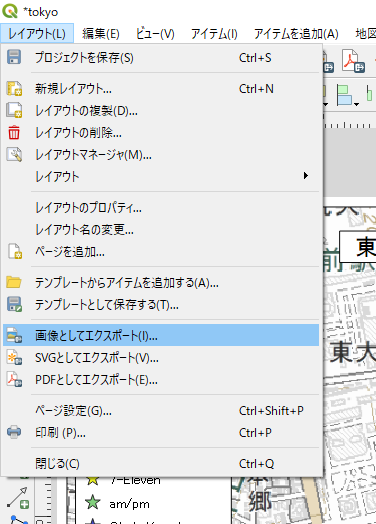 *tokyo
レイアウト(L) 編集(E) ビュー(V) アイテム(I) アイテムを追加(A) 地図
プロジェクトを保存(S) Ctrl+S
新規レイアウト... Ctrl+N
レイアウトの複製(D)...
レイアウトの削除...
レイアウトマネージャ(M)...
レイアウト
レイアウトのプロパティ...
レイアウト名の変更...
ページを追加...
前駅
東
テンプレートからアイテムを追加する(A)...
テンプレートとして保存する(T)...
画像としてエクスポート(I)...
SVGとしてエクスポート(V)...
東大
PDFとしてエクスポート(E)...
ページ設定(G)... Ctrl+Shift+P
印刷 (P)... Ctrl+P
閉じる(C) Ctrl+Q
7-Eleven
am/pm
本郷